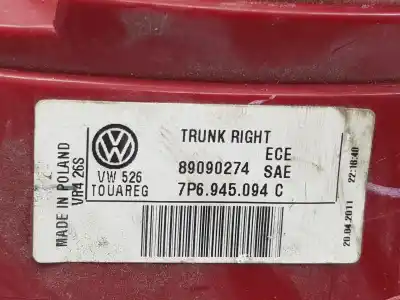 MADE IN POLAND
VR4 26S
VW 526
TOUAREG
TRUNK RIGHT
ECE
89090274 SAE
7P6.945.094 C
20.04.2011 22:16:40